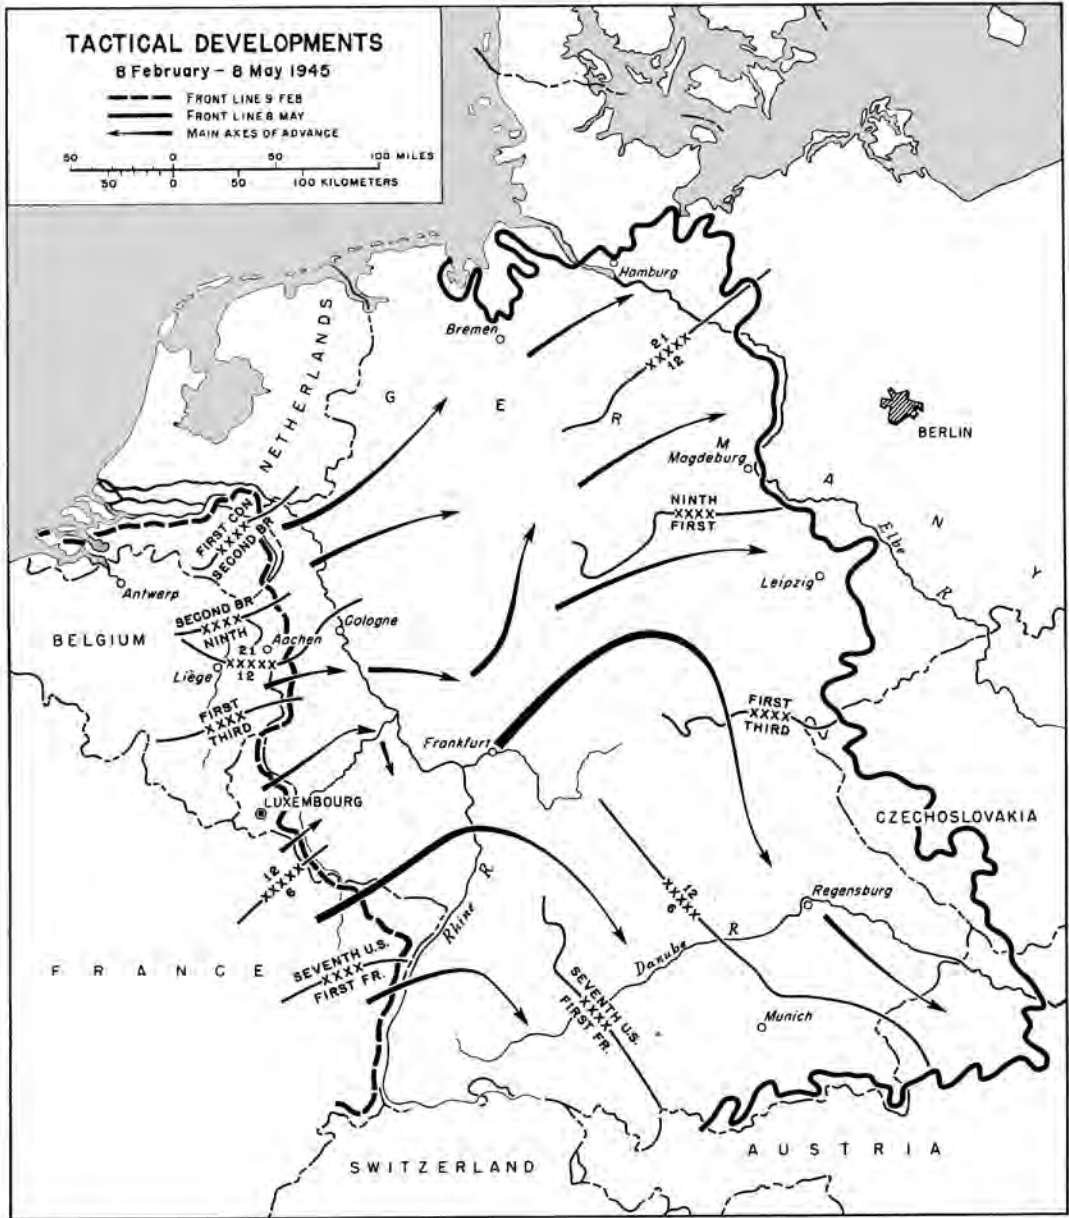 TACTICAL DEVELOPMENTS
8 February – 8 May 1945
FRONT LINE 9 FEB
FRONT LINE 8 MAY
MAIN AXES OF ADVANCE
50 0 50 100 MILES
50 0 50 100 KILOMETERS
Hamburg
Bremen
21
XXXXX
12
NETHERLANDS
G E R M A N Y
BERLIN
Magdeburg
NINTH
XXXX
FIRST
FIRST CDN
XXXX
SECOND BR
Elbe R
Leipzig
Antwerp
SECOND BR
XXXX
NINTH
BELGIUM
Cologne
Aachen
21
XXXXX
12
Liège
FIRST
XXXX
THIRD
FIRST
XXXX
THIRD
Frankfurt
LUXEMBOURG
CZECHOSLOVAKIA
12
XXXXX
6
12
XXXXX
6
Regensburg
Rhine R
Danube R
FRANCE
SEVENTH U.S.
XXXX
FIRST FR.
SEVENTH U.S.
XXXX
FIRST FR.
Munich
AUSTRIA
SWITZERLAND